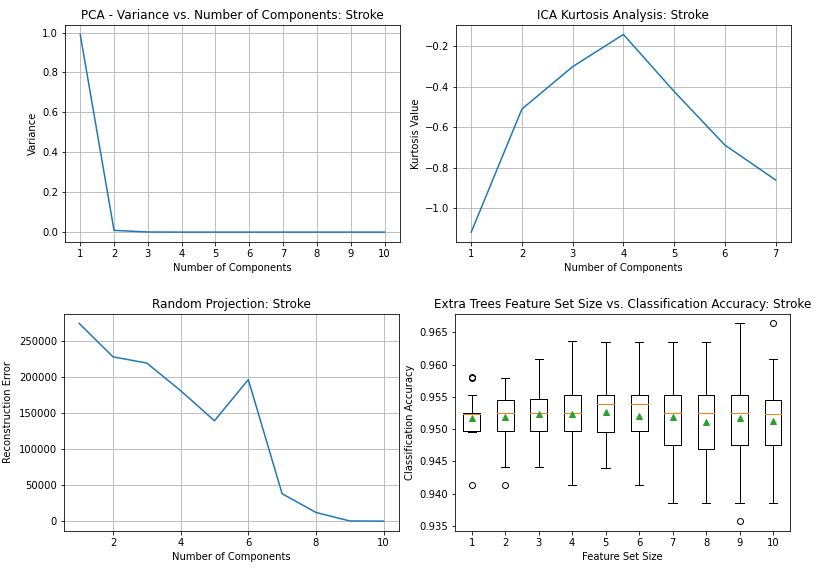 PCA - Variance vs. Number of Components: Stroke
1.0
0.8
0.6
0.4
0.2
0.0
Variance
1 2 3 4 5 6 7 8 9 10
Number of Components
ICA Kurtosis Analysis: Stroke
−0.2
−0.4
−0.6
−0.8
−1.0
Kurtosis Value
1 2 3 4 5 6 7
Number of Components
Random Projection: Stroke
250000
200000
150000
100000
50000
0
Reconstruction Error
2 4 6 8 10
Number of Components
Extra Trees Feature Set Size vs. Classification Accuracy: Stroke
0.965
0.960
0.955
0.950
0.945
0.940
0.935
Classification Accuracy
1 2 3 4 5 6 7 8 9 10
Feature Set Size